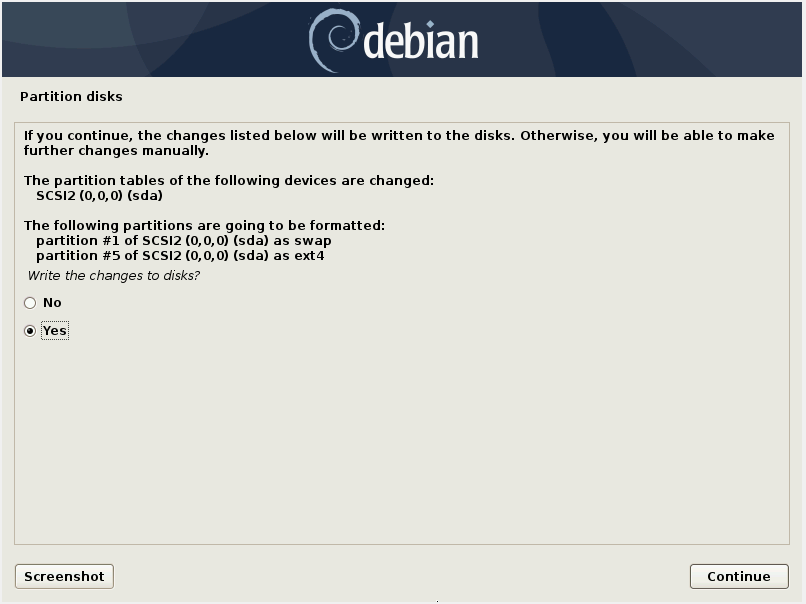 debian
Partition disks
If you continue, the changes listed below will be written to the disks. Otherwise, you will be able to make
further changes manually.
The partition tables of the following devices are changed:
SCSI2 (0,0,0) (sda)
The following partitions are going to be formatted:
partition #1 of SCSI2 (0,0,0) (sda) as swap
partition #5 of SCSI2 (0,0,0) (sda) as ext4
Write the changes to disks?
No
Yes
Screenshot
Continue